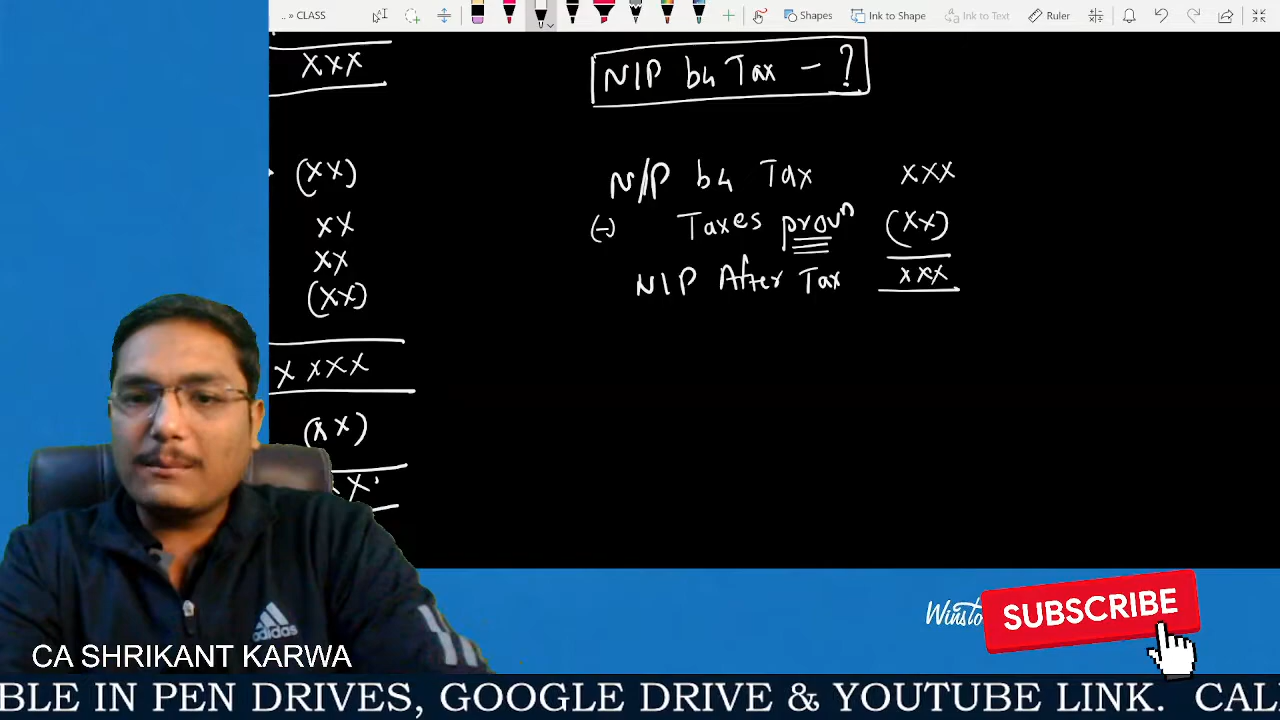 .. » CLASS
Shapes
Ink to Shape
Ink to Text
Ruler
XXX
N/P b4 Tax - ?
(XX)
N/P b4 Tax XXX
XX
(-) Taxes provn (XX)
XX
N/P After Tax XXX
(XX)
X XXX
(XX)
X
Winsto
SUBSCRIBE
adidas
CA SHRIKANT KARWA
BLE IN PEN DRIVES, GOOGLE DRIVE & YOUTUBE LINK. CAL